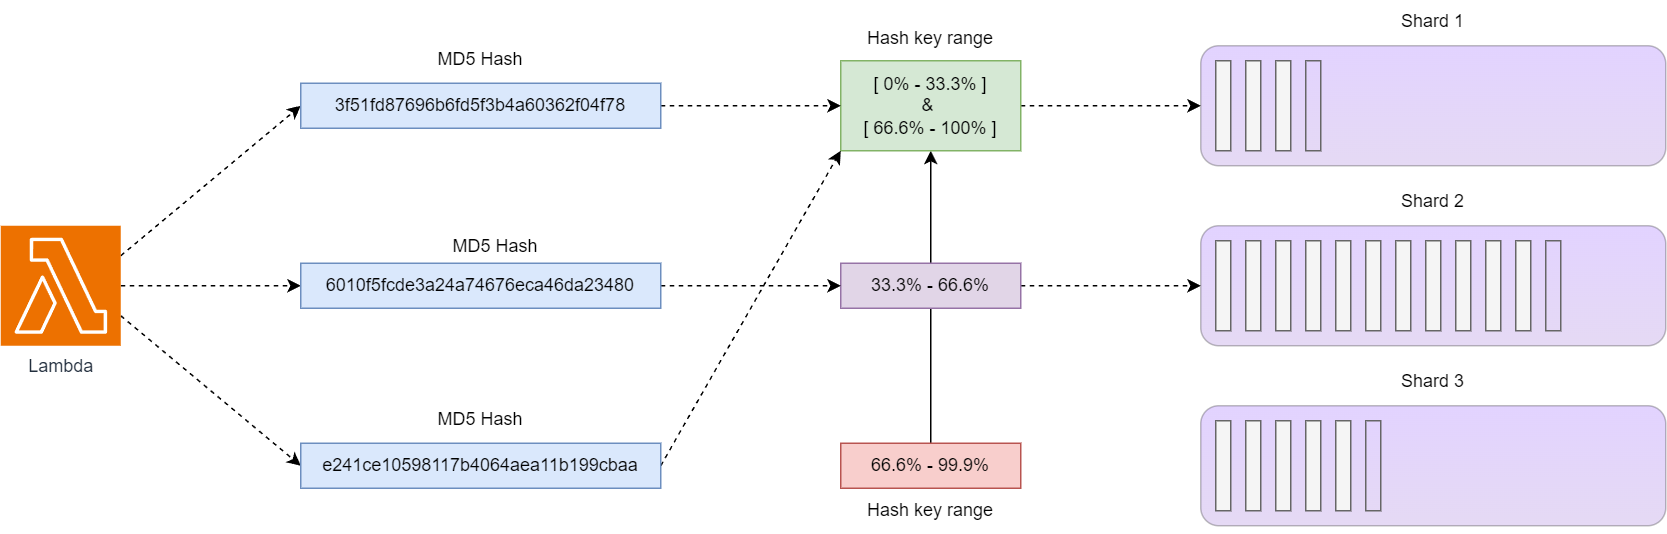 Shard 1
Hash key range
MD5 Hash
[ 0% - 33.3% ]
&
[ 66.6% - 100% ]
3f51fd87696b6fd5f3b4a60362f04f78
Shard 2
MD5 Hash
6010f5fcde3a24a74676eca46da23480
33.3% - 66.6%
Lambda
Shard 3
MD5 Hash
e241ce10598117b4064aea11b199cbaa
66.6% - 99.9%
Hash key range